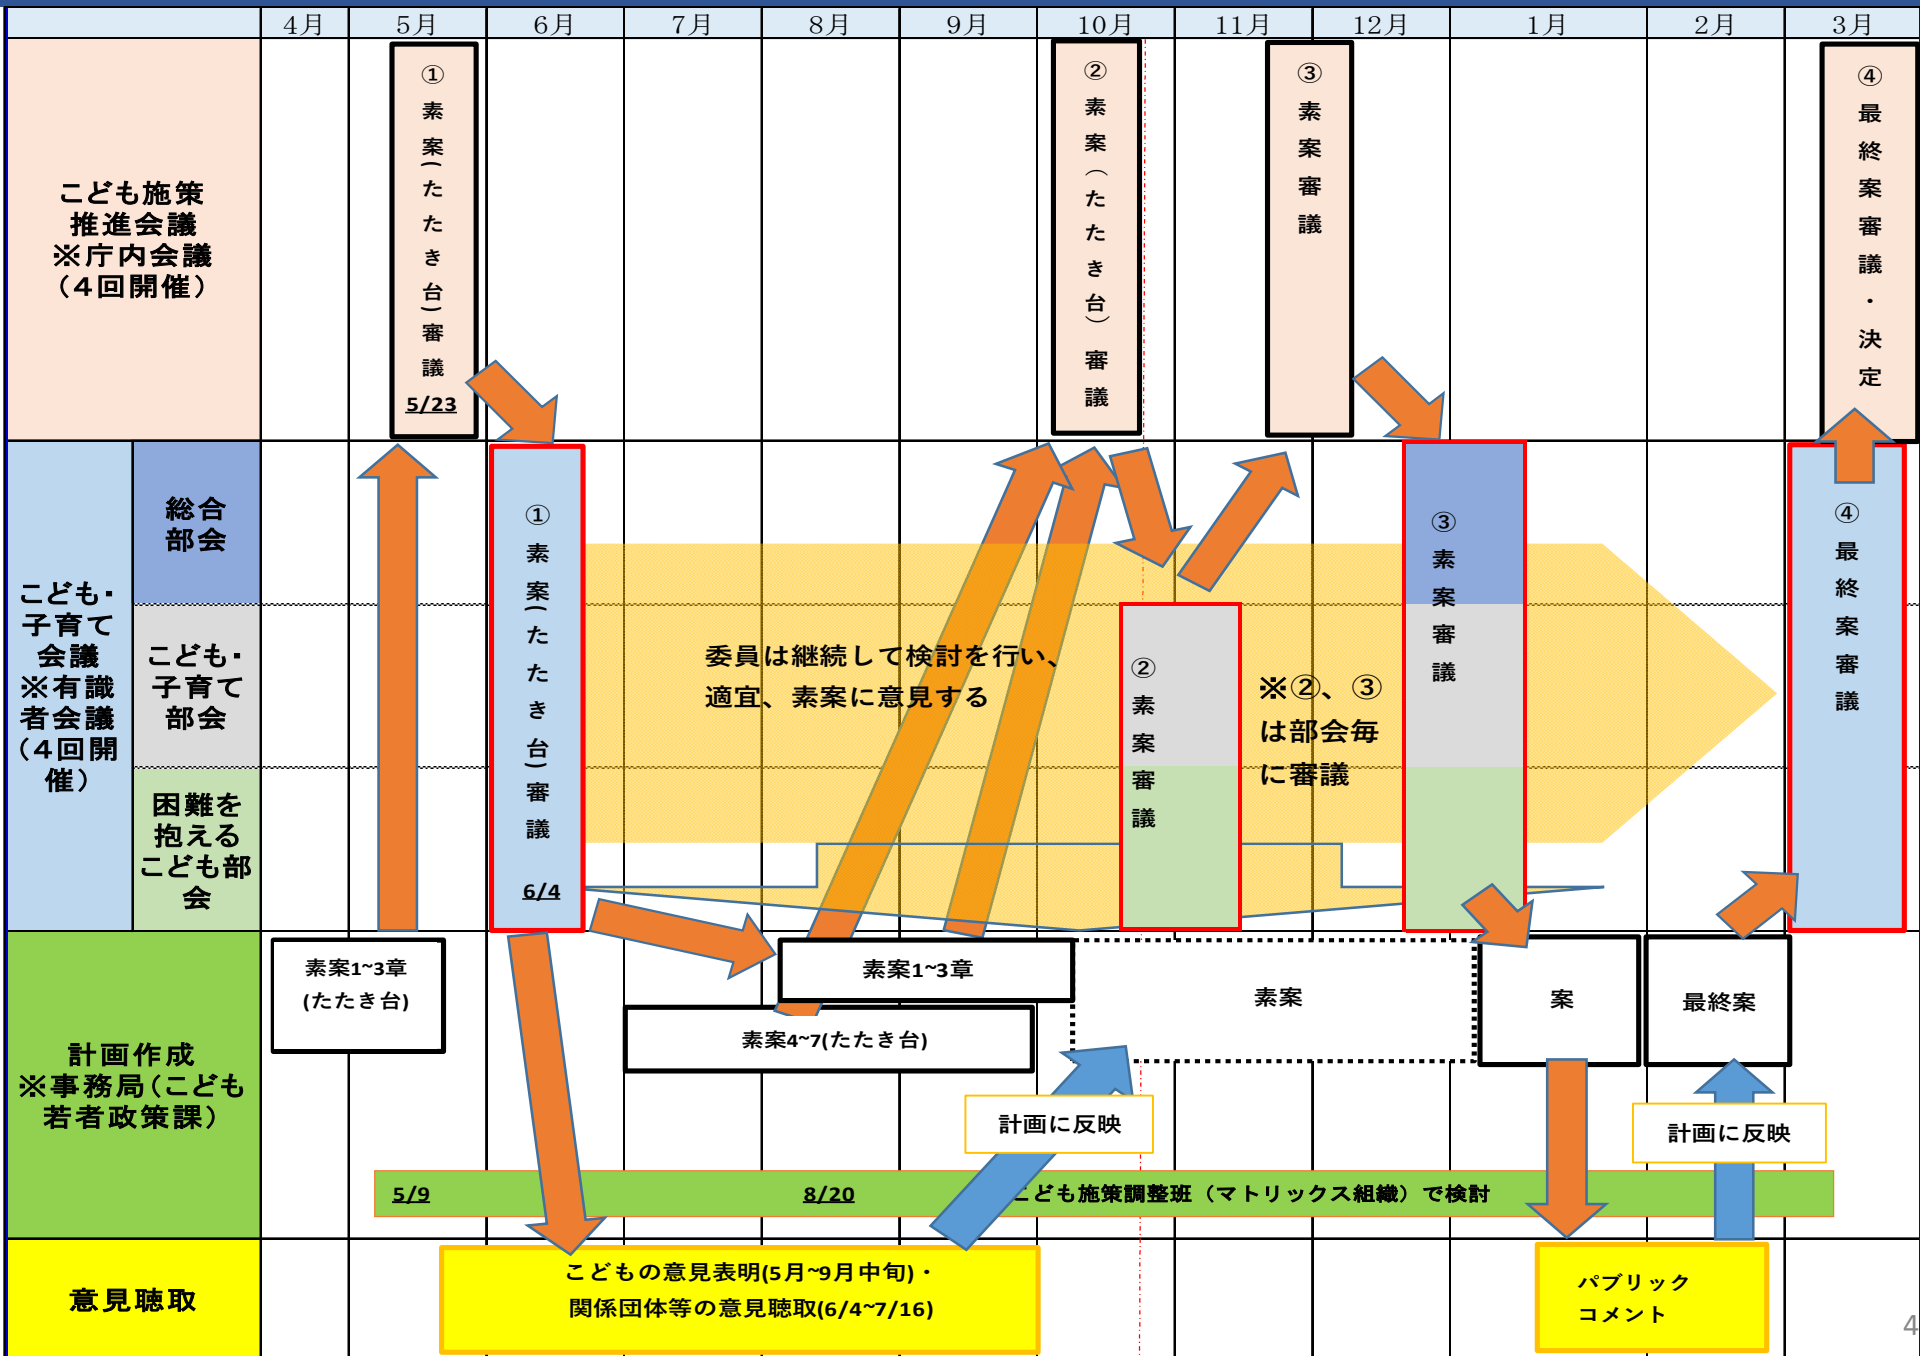 4月
5月
6月
7月
8月
9月
10月
11月
12月
1月
2月
3月
こども施策
推進会議
※庁内会議
（4回開催）
①素案(たたき台)審議
5/23
②素案（たたき台）審議
③素案審議
④最終案審議・決定
こども・
子育て
会議
※有識
者会議
（4回開
催）
総合
部会
こども・
子育て
部会
困難を
抱える
こども部
会
①素案(たたき台)審議
6/4
委員は継続して検討を行い、
適宜、素案に意見する
②素案審議
※②、③
は部会毎
に審議
③素案審議
④最終案審議
計画作成
※事務局（こども
若者政策課）
素案1~3章
(たたき台)
素案1~3章
素案4~7(たたき台)
素案
案
最終案
計画に反映
計画に反映
5/9
8/20
こども施策調整班（マトリックス組織）で検討
意見聴取
こどもの意見表明(5月~9月中旬)・
関係団体等の意見聴取(6/4~7/16)
パブリック
コメント
4